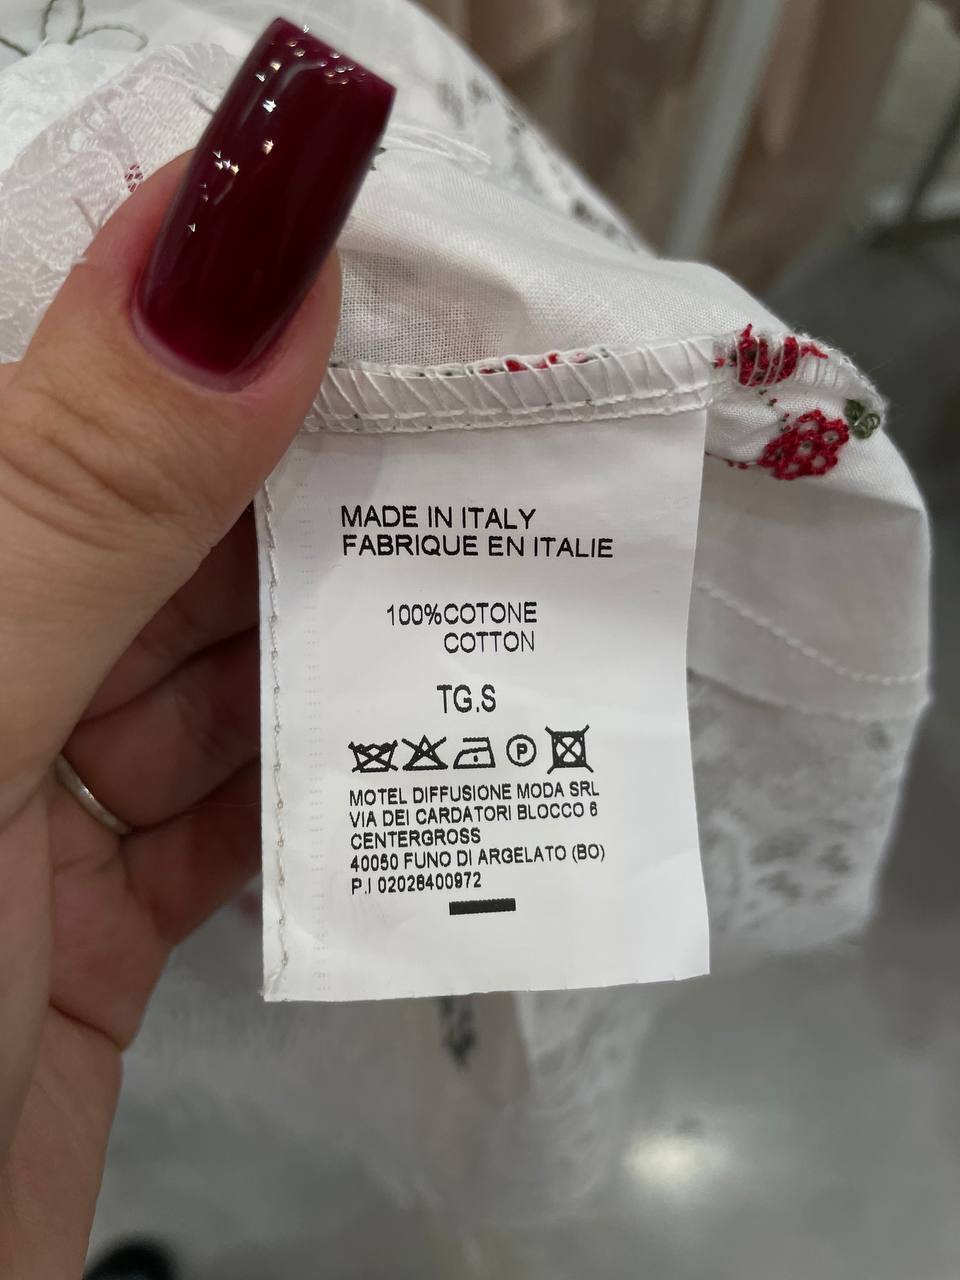 MADE IN ITALY
FABRIQUE EN ITALIE
100%COTONE
COTTON
TG.S
P
MOTEL DIFFUSIONE MODA SRL
VIA DEI CARDATORI BLOCCO 6
CENTERGROSS
40050 FUNO DI ARGELATO (BO)
P.I 02028400972